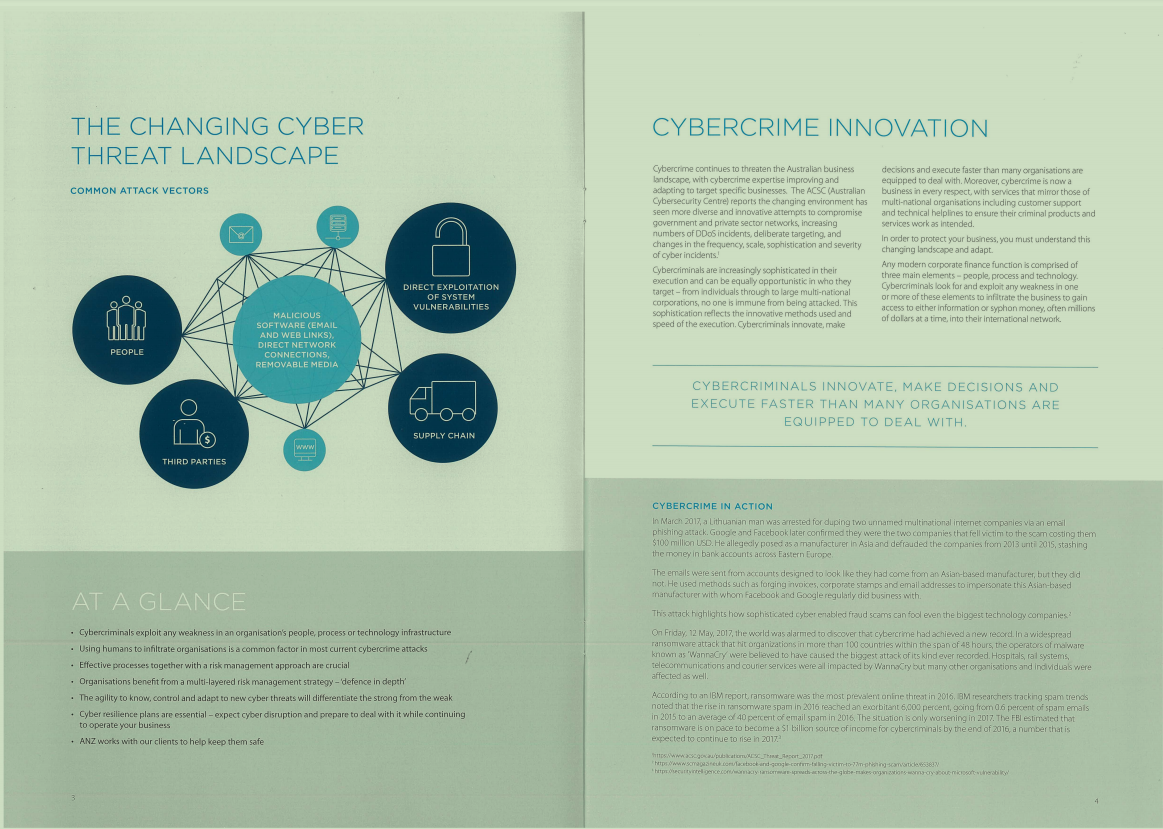 THE CHANGING CYBER
THREAT LANDSCAPE
COMMON ATTACK VECTORS
DIRECT EXPLOITATION
OF SYSTEM
VULNERABILITIES
MALICIOUS
SOFTWARE (EMAIL
AND WEB LINKS),
DIRECT NETWORK
CONNECTIONS,
REMOVABLE MEDIA
PEOPLE
$
THIRD PARTIES
WWW
SUPPLY CHAIN
AT A GLANCE
• Cybercriminals exploit any weakness in an organisation's people, process or technology infrastructure
• Using humans to infiltrate organisations is a common factor in most current cybercrime attacks
• Effective processes together with a risk management approach are crucial
• Organisations benefit from a multi-layered risk management strategy – 'defence in depth'
• The agility to know, control and adapt to new cyber threats will differentiate the strong from the weak
• Cyber resilience plans are essential – expect cyber disruption and prepare to deal with it while continuing
to operate your business
• ANZ works with our clients to help keep them safe
3
CYBERCRIME INNOVATION
Cybercrime continues to threaten the Australian business
landscape, with cybercrime expertise improving and
adapting to target specific businesses. The ACSC (Australian
Cybersecurity Centre) reports the changing environment has
seen more diverse and innovative attempts to compromise
government and private sector networks, increasing
numbers of DDoS incidents, deliberate targeting, and
changes in the frequency, scale, sophistication and severity
of cyber incidents.¹
Cybercriminals are increasingly sophisticated in their
execution and can be equally opportunistic in who they
target – from individuals through to large multi-national
corporations, no one is immune from being attacked. This
sophistication reflects the innovative methods used and
speed of the execution. Cybercriminals innovate, make
decisions and execute faster than many organisations are
equipped to deal with. Moreover, cybercrime is now a
business in every respect, with services that mirror those of
multi-national organisations including customer support
and technical helplines to ensure their criminal products and
services work as intended.
In order to protect your business, you must understand this
changing landscape and adapt.
Any modern corporate finance function is comprised of
three main elements – people, process and technology.
Cybercriminals look for and exploit any weakness in one
or more of these elements to infiltrate the business to gain
access to either information or syphon money, often millions
of dollars at a time, into their international network.
CYBERCRIMINALS INNOVATE, MAKE DECISIONS AND
EXECUTE FASTER THAN MANY ORGANISATIONS ARE
EQUIPPED TO DEAL WITH.
CYBERCRIME IN ACTION
In March 2017, a Lithuanian man was arrested for duping two unnamed multinational internet companies via an email
phishing attack. Google and Facebook later confirmed they were the two companies that fell victim to the scam costing them
$100 million USD. He allegedly posed as a manufacturer in Asia and defrauded the companies from 2013 until 2015, stashing
the money in bank accounts across Eastern Europe.
The emails were sent from accounts designed to look like they had come from an Asian-based manufacturer, but they did
not. He used methods such as forging invoices, corporate stamps and email addresses to impersonate this Asian-based
manufacturer with whom Facebook and Google regularly did business with.
This attack highlights how sophisticated cyber enabled fraud scams can fool even the biggest technology companies.²
On Friday, 12 May, 2017, the world was alarmed to discover that cybercrime had achieved a new record. In a widespread
ransomware attack that hit organizations in more than 100 countries within the span of 48 hours, the operators of malware
known as 'WannaCry' were believed to have caused the biggest attack of its kind ever recorded. Hospitals, rail systems,
telecommunications and courier services were all impacted by WannaCry but many other organisations and individuals were
affected as well.
According to an IBM report, ransomware was the most prevalent online threat in 2016. IBM researchers tracking spam trends
noted that the rise in ransomware spam in 2016 reached an exorbitant 6,000 percent, going from 0.6 percent of spam emails
in 2015 to an average of 40 percent of email spam in 2016. The situation is only worsening in 2017. The FBI estimated that
ransomware is on pace to become a $1 billion source of income for cybercriminals by the end of 2016, a number that is
expected to continue to rise in 2017.³
¹ https://www.acsc.gov.au/publications/ACSC_Threat_Report_2017.pdf
² https://www.scmagazineuk.com/facebook-and-google-confirm-falling-victim-to-77m-phishing-scam/article/653837/
³ https://securityintelligence.com/wannacry-ransomware-spreads-across-the-globe-makes-organizations-wanna-cry-about-microsoft-vulnerability/
4